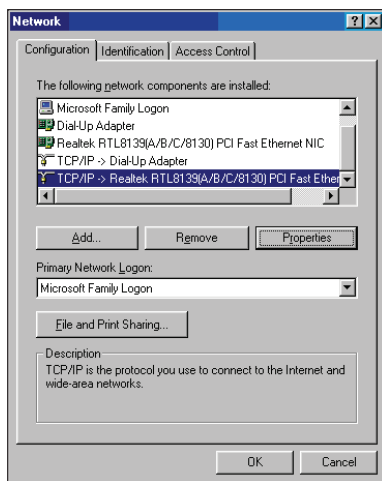 Network
Configuration Identification Access Control
The following network components are installed:
Microsoft Family Logon
Dial-Up Adapter
Realtek RTL8139(A/B/C/8130) PCI Fast Ethernet NIC
TCP/IP -> Dial-Up Adapter
TCP/IP -> Realtek RTL8139(A/B/C/8130) PCI Fast Ether
Add... Remove Properties
Primary Network Logon:
Microsoft Family Logon
File and Print Sharing...
Description
TCP/IP is the protocol you use to connect to the Internet and
wide-area networks.
OK Cancel